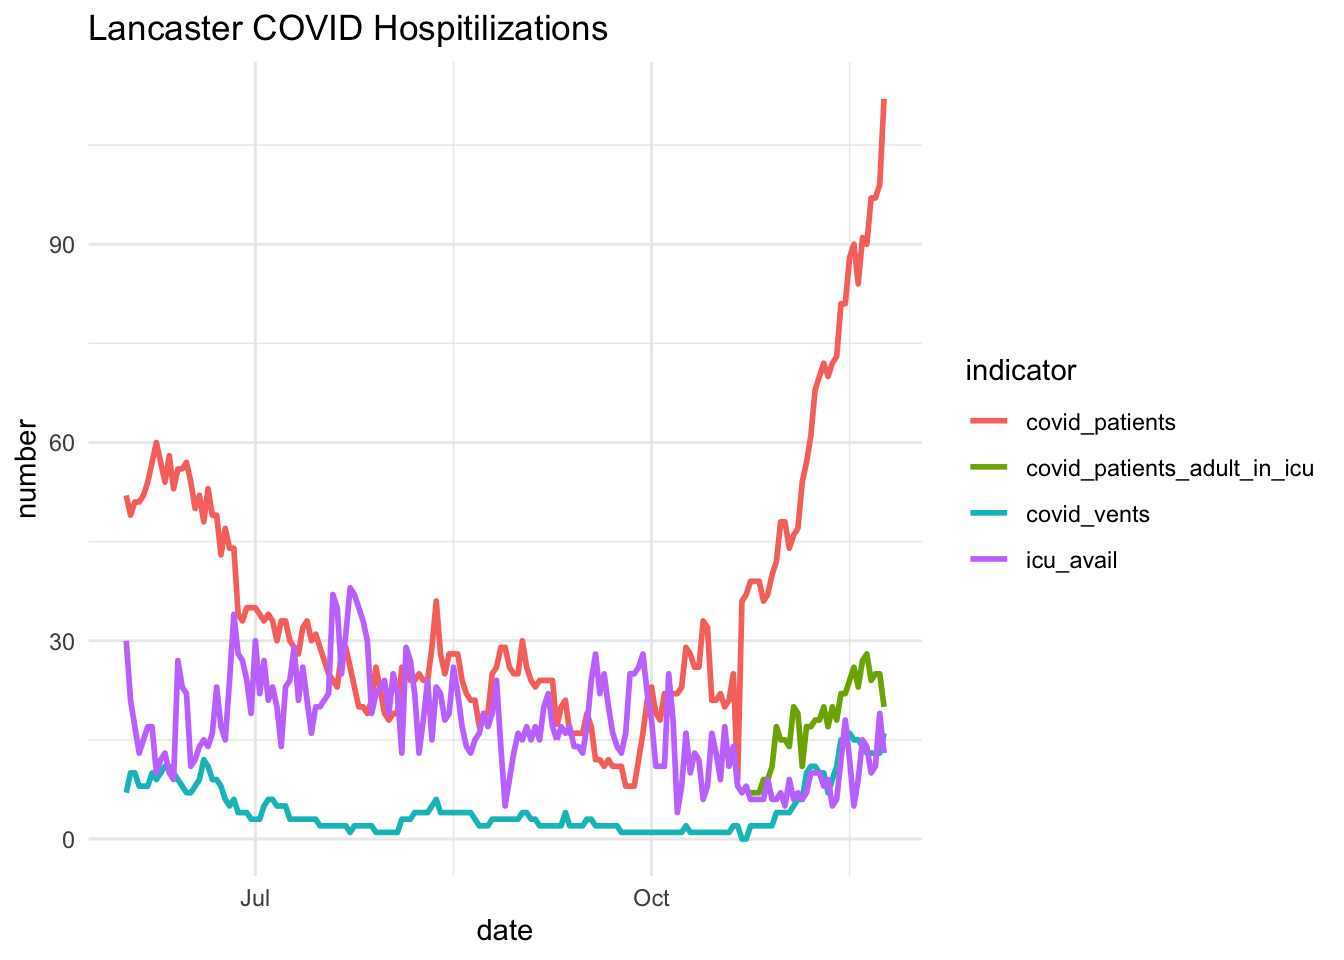 Lancaster COVID Hospitilizations
90
60
30
0
number
Jul
Oct
date
indicator
covid_patients
covid_patients_adult_in_icu
covid_vents
icu_avail